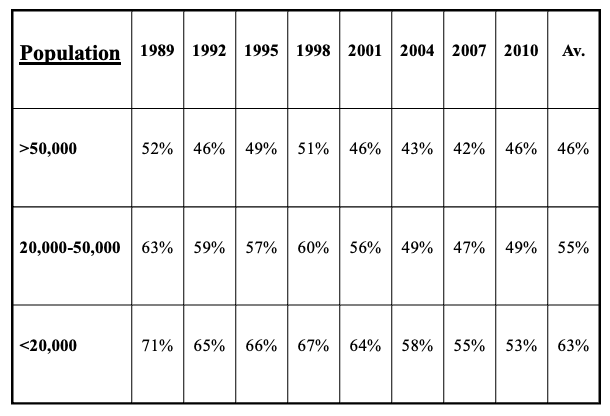 Population 1989 1992 1995 1998 2001 2004 2007 2010 Av.
>50,000 52% 46% 49% 51% 46% 43% 42% 46% 46%
20,000-50,000 63% 59% 57% 60% 56% 49% 47% 49% 55%
<20,000 71% 65% 66% 67% 64% 58% 55% 53% 63%